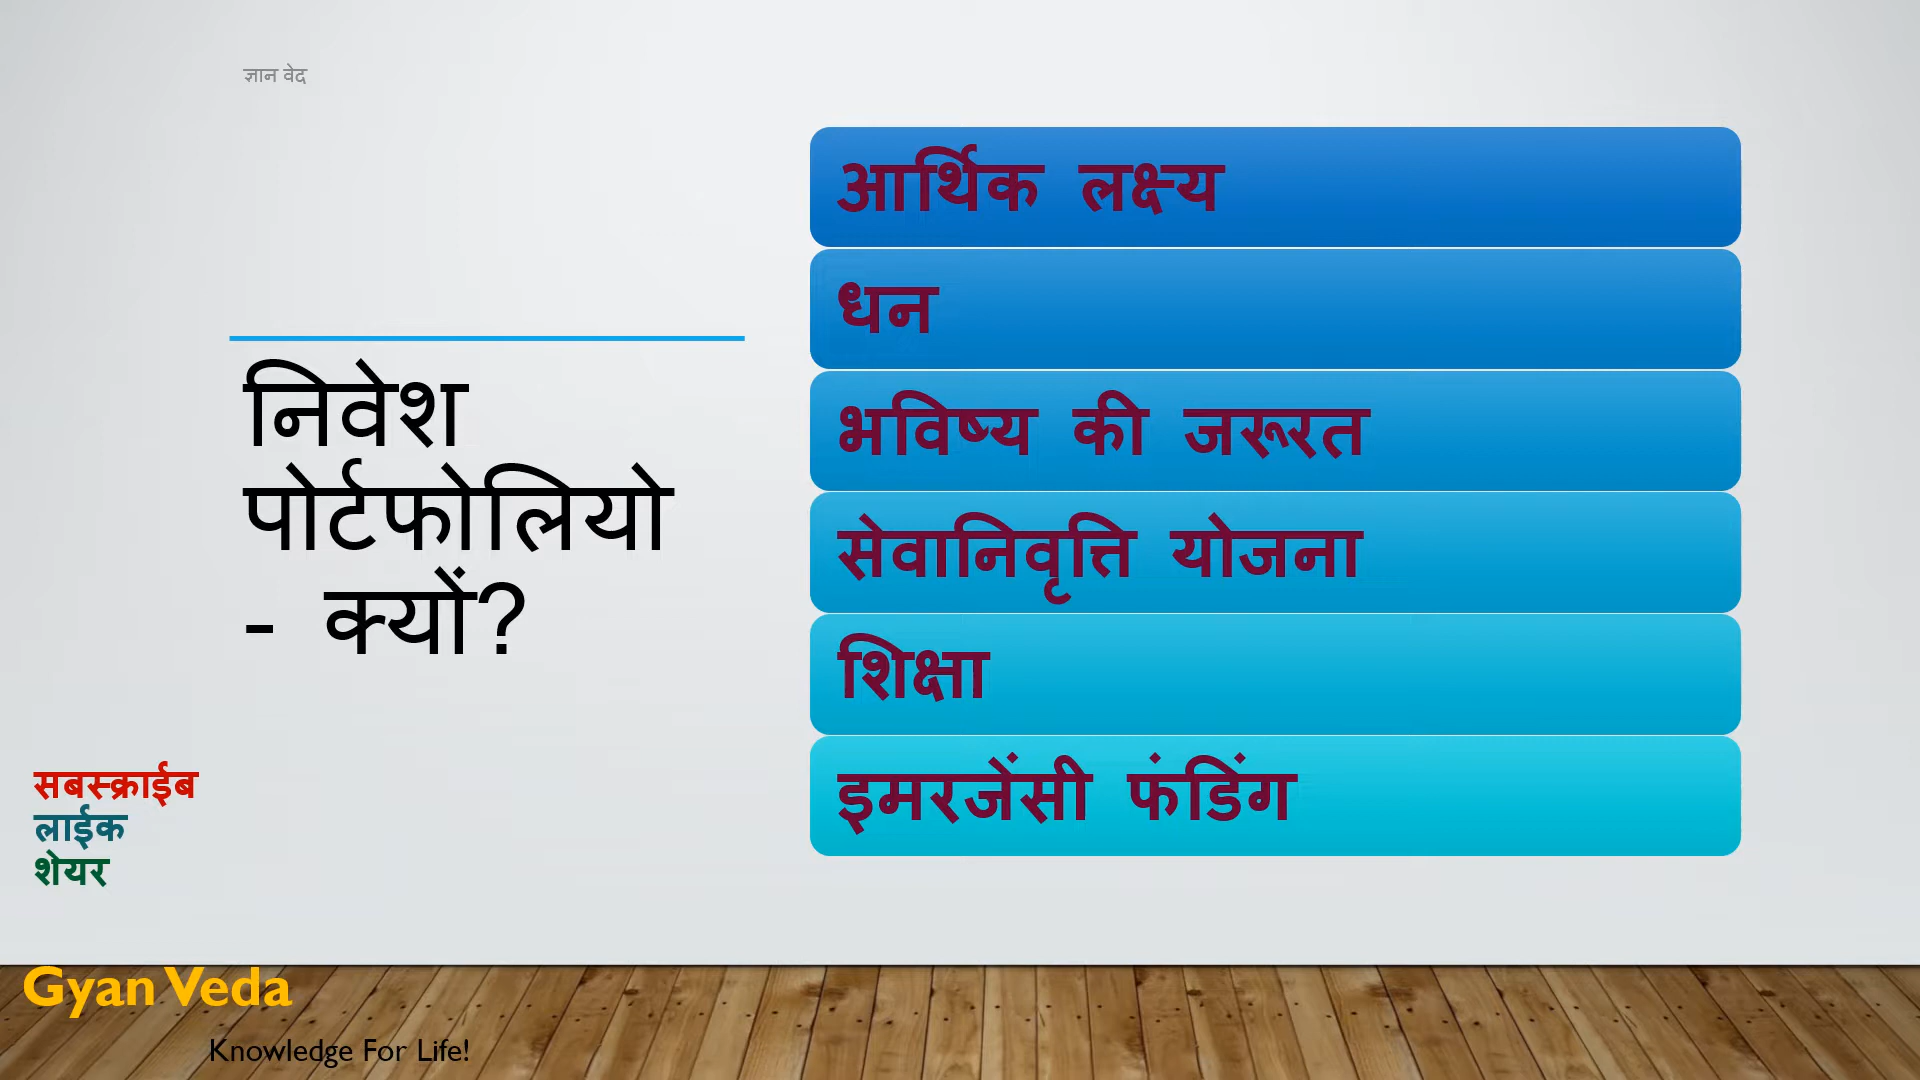 ज्ञान वेद
निवेश
पोर्टफोलियो
- क्यों?
आर्थिक लक्ष्य
धन
भविष्य की जरूरत
सेवानिवृत्ति योजना
शिक्षा
इमरजेंसी फंडिंग
सबस्क्राईब
लाईक
शेयर
Gyan Veda
Knowledge For Life!